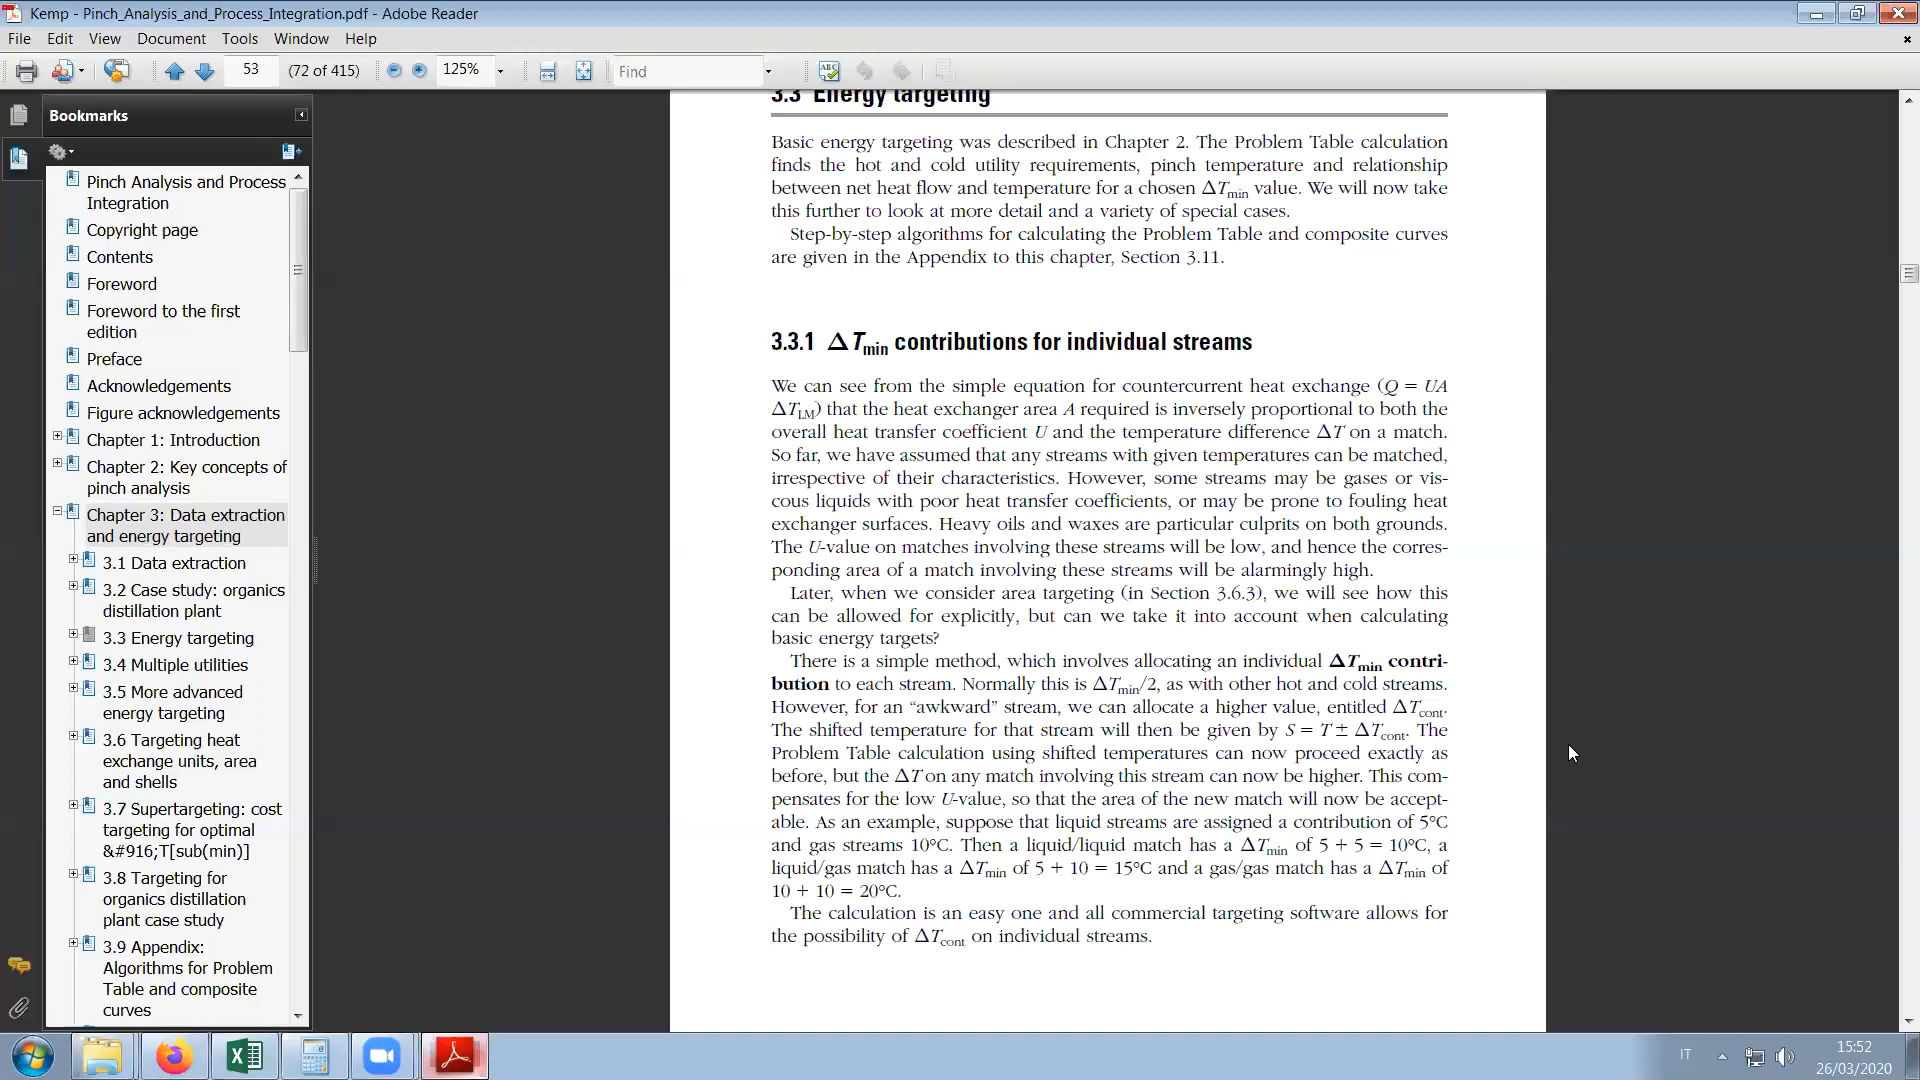 Kemp - Pinch_Analysis_and_Process_Integration.pdf - Adobe Reader
File Edit View Document Tools Window Help
53 (72 of 415) 125% Find
Bookmarks
Pinch Analysis and Process
Integration
Copyright page
Contents
Foreword
Foreword to the first
edition
Preface
Acknowledgements
Figure acknowledgements
Chapter 1: Introduction
Chapter 2: Key concepts of
pinch analysis
Chapter 3: Data extraction
and energy targeting
3.1 Data extraction
3.2 Case study: organics
distillation plant
3.3 Energy targeting
3.4 Multiple utilities
3.5 More advanced
energy targeting
3.6 Targeting heat
exchange units, area
and shells
3.7 Supertargeting: cost
targeting for optimal
&#916;T[sub(min)]
3.8 Targeting for
organics distillation
plant case study
3.9 Appendix:
Algorithms for Problem
Table and composite
curves
3.3 Energy targeting
Basic energy targeting was described in Chapter 2. The Problem Table calculation
finds the hot and cold utility requirements, pinch temperature and relationship
between net heat flow and temperature for a chosen ΔTmin value. We will now take
this further to look at more detail and a variety of special cases.
Step-by-step algorithms for calculating the Problem Table and composite curves
are given in the Appendix to this chapter, Section 3.11.
3.3.1 ΔTmin contributions for individual streams
We can see from the simple equation for countercurrent heat exchange (Q = UA
ΔTLM) that the heat exchanger area A required is inversely proportional to both the
overall heat transfer coefficient U and the temperature difference ΔT on a match.
So far, we have assumed that any streams with given temperatures can be matched,
irrespective of their characteristics. However, some streams may be gases or vis-
cous liquids with poor heat transfer coefficients, or may be prone to fouling heat
exchanger surfaces. Heavy oils and waxes are particular culprits on both grounds.
The U-value on matches involving these streams will be low, and hence the corres-
ponding area of a match involving these streams will be alarmingly high.
Later, when we consider area targeting (in Section 3.6.3), we will see how this
can be allowed for explicitly, but can we take it into account when calculating
basic energy targets?
There is a simple method, which involves allocating an individual ΔTmin contri-
bution to each stream. Normally this is ΔTmin/2, as with other hot and cold streams.
However, for an “awkward” stream, we can allocate a higher value, entitled ΔTcont.
The shifted temperature for that stream will then be given by S = T ± ΔTcont. The
Problem Table calculation using shifted temperatures can now proceed exactly as
before, but the ΔT on any match involving this stream can now be higher. This com-
pensates for the low U-value, so that the area of the new match will now be accept-
able. As an example, suppose that liquid streams are assigned a contribution of 5°C
and gas streams 10°C. Then a liquid/liquid match has a ΔTmin of 5 + 5 = 10°C, a
liquid/gas match has a ΔTmin of 5 + 10 = 15°C and a gas/gas match has a ΔTmin of
10 + 10 = 20°C.
The calculation is an easy one and all commercial targeting software allows for
the possibility of ΔTcont on individual streams.
IT
15:52
26/03/2020